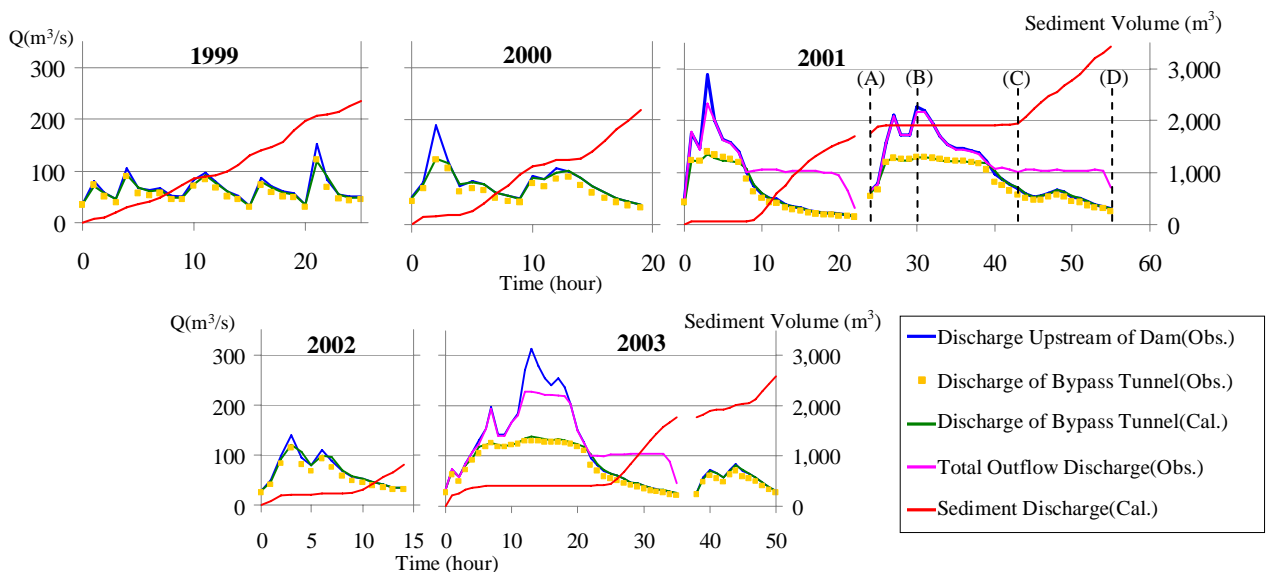 Q(m³/s)
Sediment Volume (m³)
1999
2000
2001
300
200
100
0
(A)
(B)
(C)
(D)
3,000
2,000
1,000
0
0
10
20
0
10
20
0
10
20
30
40
50
60
Time (hour)
Q(m³/s)
Sediment Volume (m³)
2002
2003
300
200
100
0
3,000
2,000
1,000
0
0
5
10
15
0
10
20
30
40
50
Time (hour)
Discharge Upstream of Dam(Obs.)
Discharge of Bypass Tunnel(Obs.)
Discharge of Bypass Tunnel(Cal.)
Total Outflow Discharge(Obs.)
Sediment Discharge(Cal.)